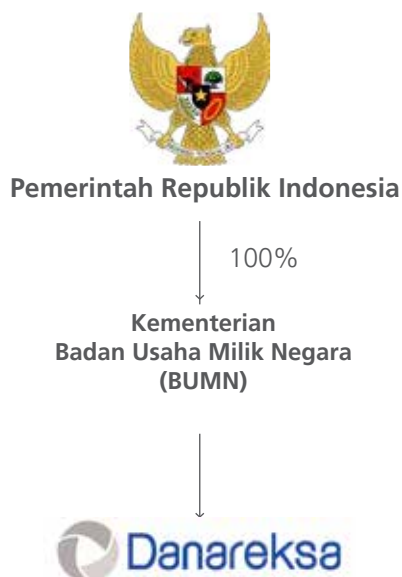 Pemerintah Republik Indonesia
100%
Kementerian
Badan Usaha Milik Negara
(BUMN)
Danareksa